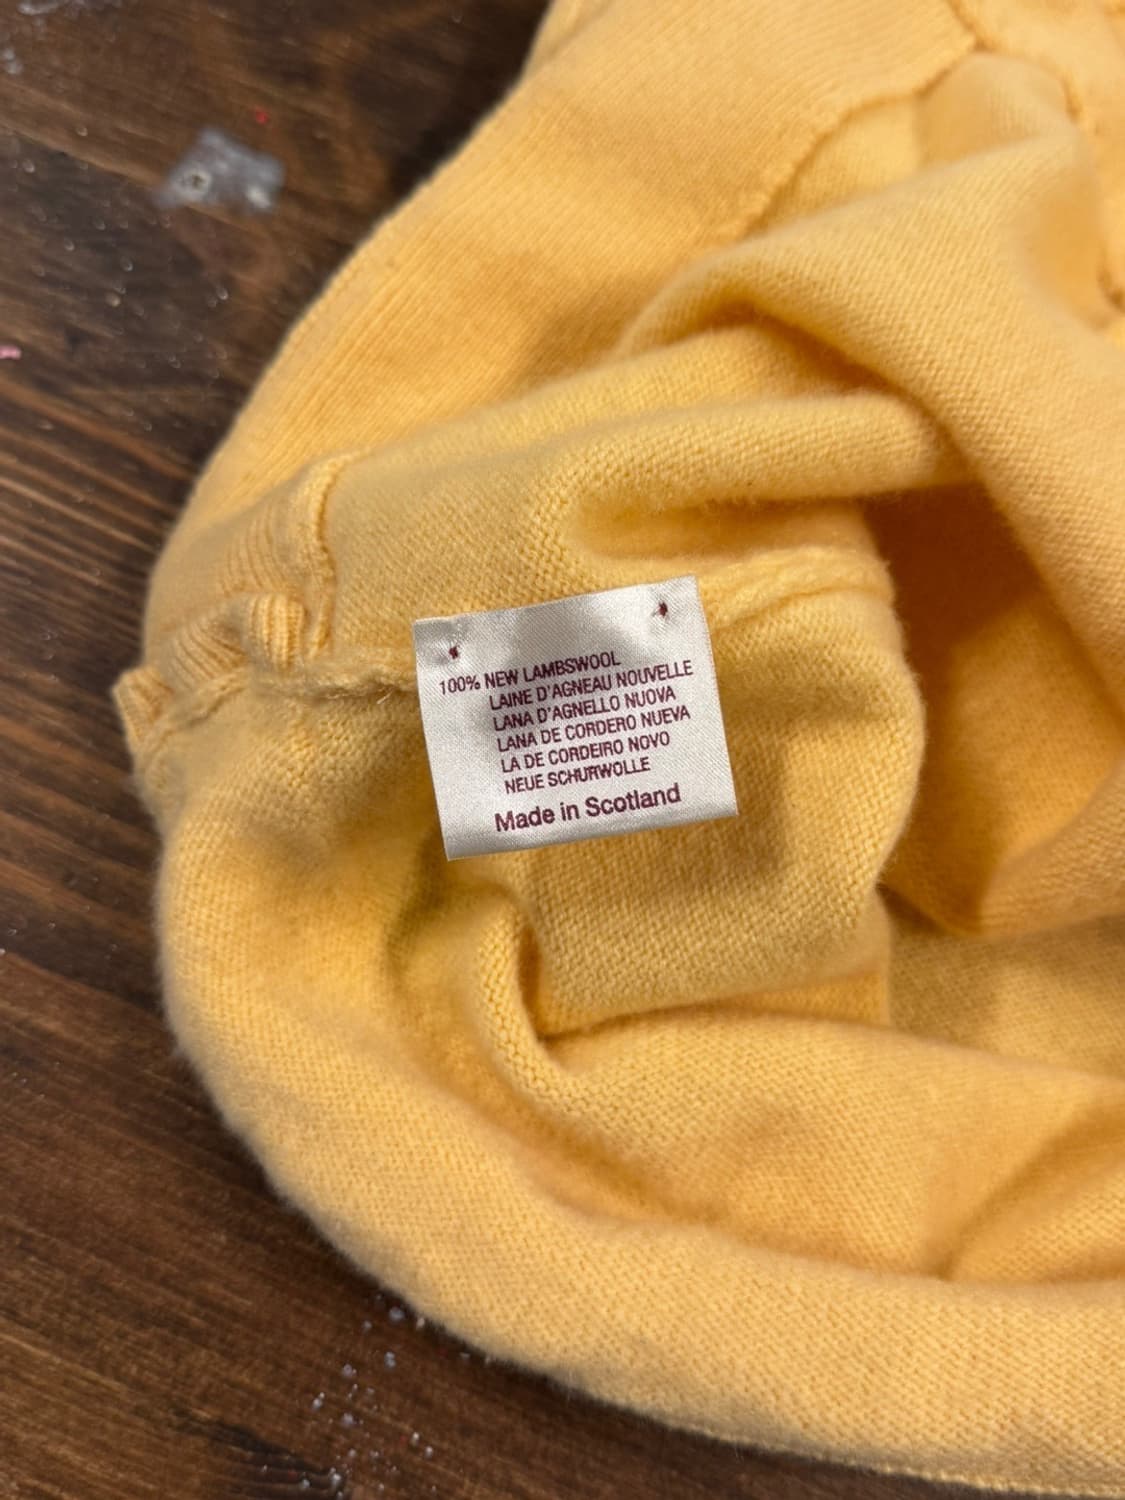 100% NEW LAMBSWOOL
LAINE D'AGNEAU NOUVELLE
LANA D'AGNELLO NUOVA
LANA DE CORDERO NUEVA
LA DE CORDEIRO NOVO
NEUE SCHURWOLLE
Made in Scotland